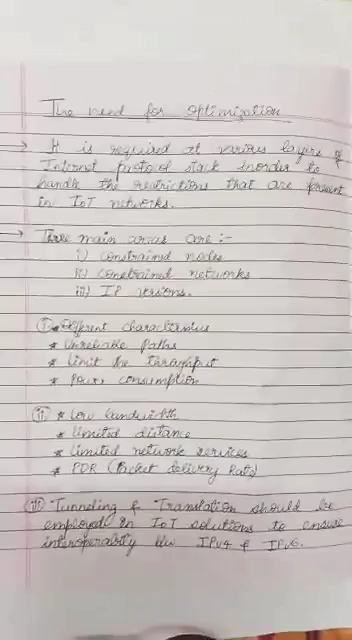 The need for optimization
→ It is required at various layers of
Internet protocol stack inorder to
handle the restrictions that are present
in IoT networks.
→ Three main areas are :-
i) constrained nodes
ii) constrained networks
iii) IP versions.
(i) * Different characteristics
* Unreliable Paths
* Limit the throughput
* Power consumption
(ii) * Low bandwidth
* Limited distance
* Limited network services
* PDR (Packet delivery Rate)
(iii) Tunneling & Translation should be
employed in IoT solutions to ensure
interoperability b/w IPv4 & IPv6.